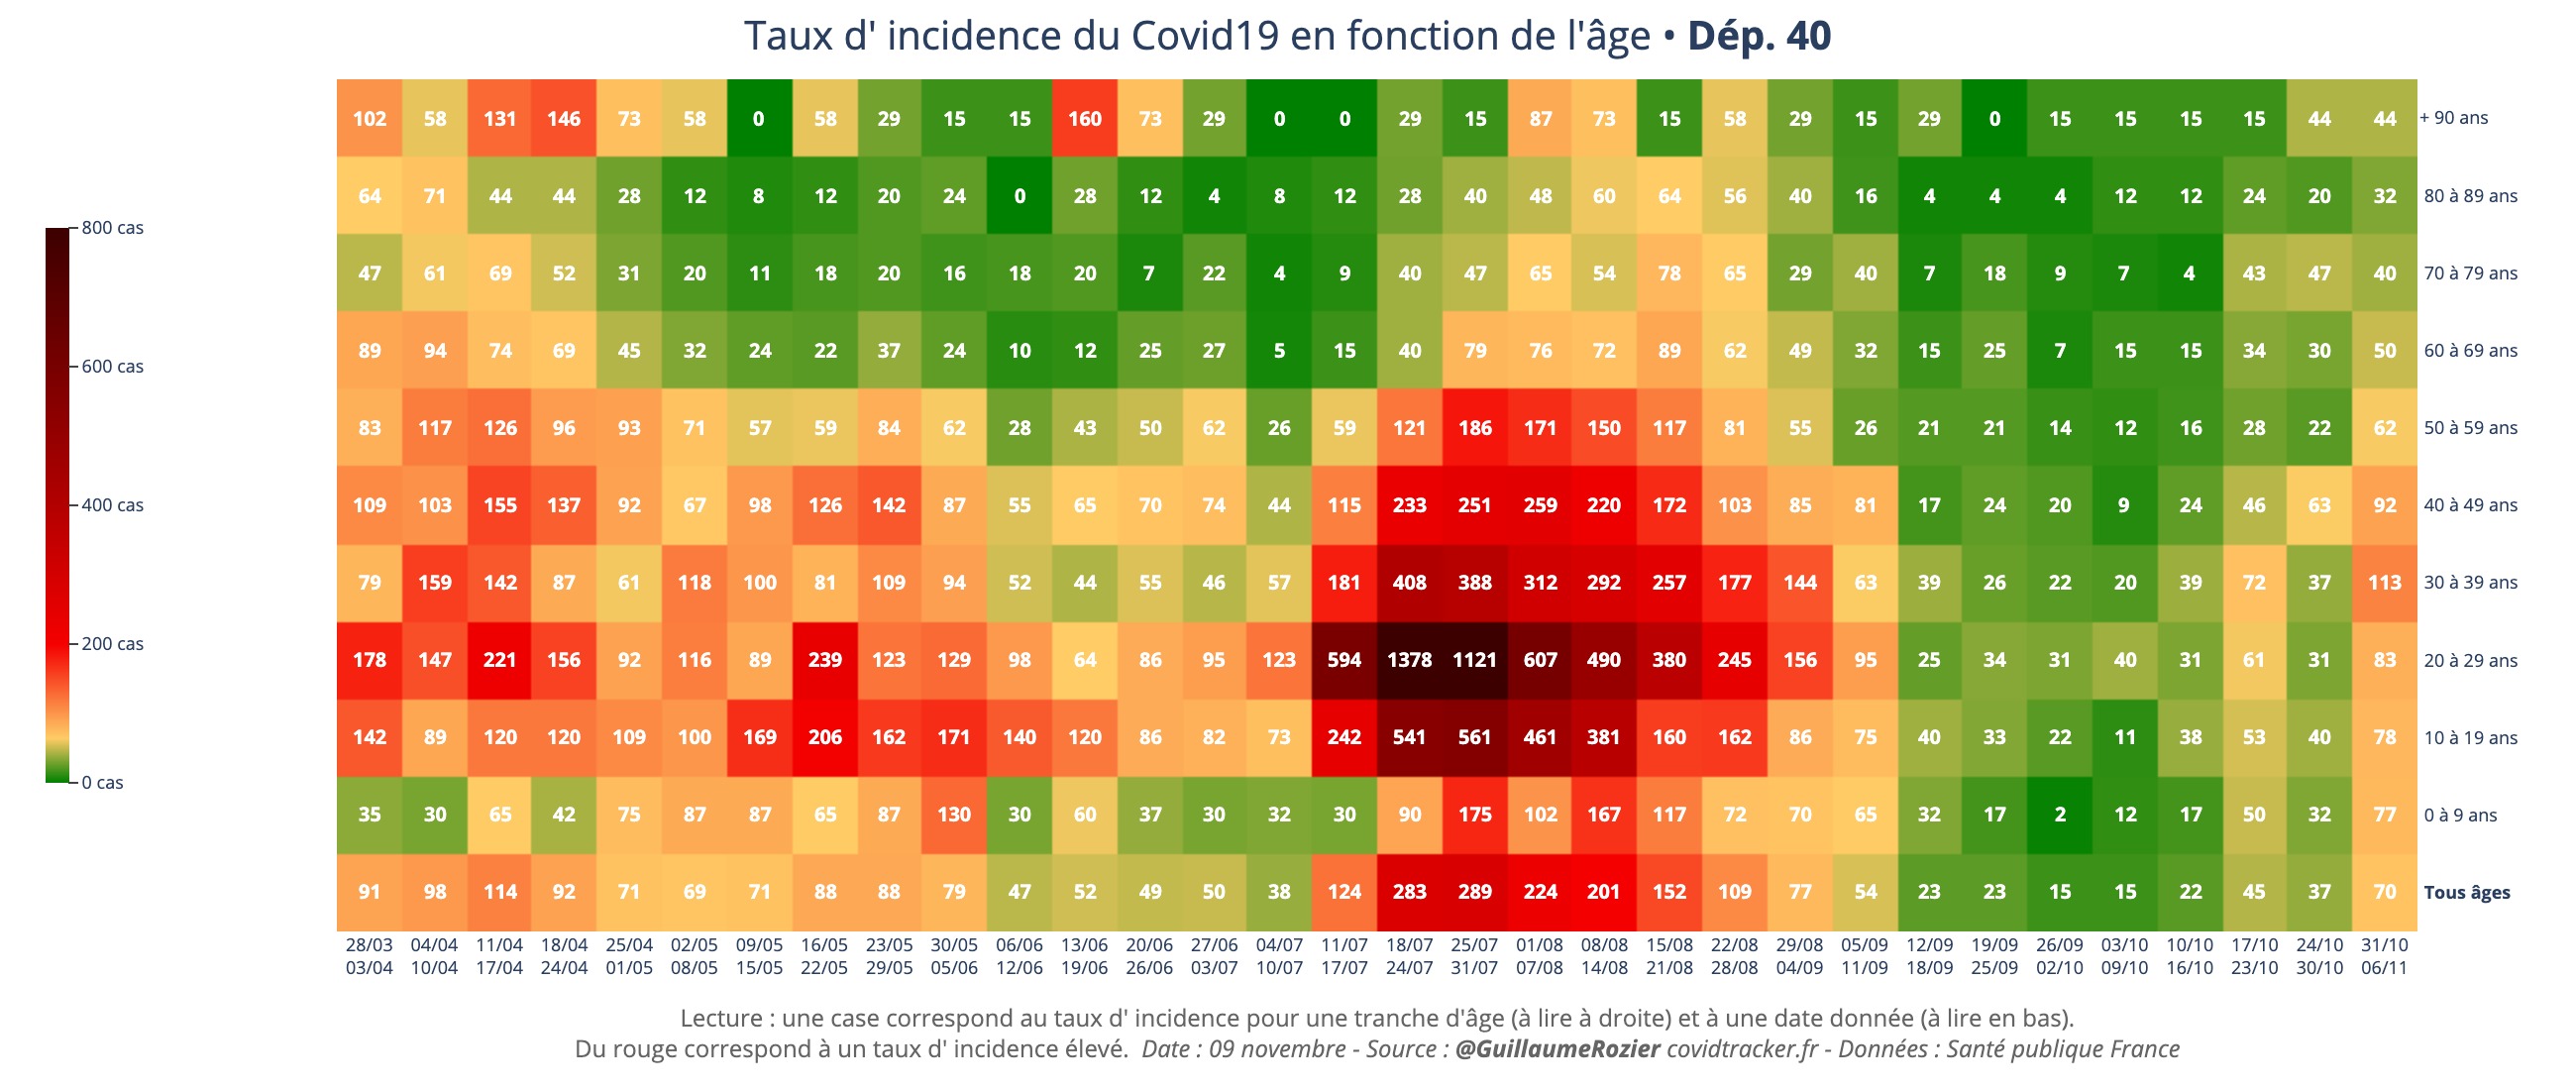 Taux d' incidence du Covid19 en fonction de l'âge • Dép. 40
800 cas
600 cas
400 cas
200 cas
0 cas
102 58 131 146 73 58 0 58 29 15 15 160 73 29 0 0 29 15 87 73 15 58 29 15 29 0 15 15 15 15 44 44 + 90 ans
64 71 44 44 28 12 8 12 20 24 0 28 12 4 8 12 28 40 48 60 64 56 40 16 4 4 4 12 12 24 20 32 80 à 89 ans
47 61 69 52 31 20 11 18 20 16 18 20 7 22 4 9 40 47 65 54 78 65 29 40 7 18 9 7 4 43 47 40 70 à 79 ans
89 94 74 69 45 32 24 22 37 24 10 12 25 27 5 15 40 79 76 72 89 62 49 32 15 25 7 15 15 34 30 50 60 à 69 ans
83 117 126 96 93 71 57 59 84 62 28 43 50 62 26 59 121 186 171 150 117 81 55 26 21 21 14 12 16 28 22 62 50 à 59 ans
109 103 155 137 92 67 98 126 142 87 55 65 70 74 44 115 233 251 259 220 172 103 85 81 17 24 20 9 24 46 63 92 40 à 49 ans
79 159 142 87 61 118 100 81 109 94 52 44 55 46 57 181 408 388 312 292 257 177 144 63 39 26 22 20 39 72 37 113 30 à 39 ans
178 147 221 156 92 116 89 239 123 129 98 64 86 95 123 594 1378 1121 607 490 380 245 156 95 25 34 31 40 31 61 31 83 20 à 29 ans
142 89 120 120 109 100 169 206 162 171 140 120 86 82 73 242 541 561 461 381 160 162 86 75 40 33 22 11 38 53 40 78 10 à 19 ans
35 30 65 42 75 87 87 65 87 130 30 60 37 30 32 30 90 175 102 167 117 72 70 65 32 17 2 12 17 50 32 77 0 à 9 ans
91 98 114 92 71 69 71 88 88 79 47 52 49 50 38 124 283 289 224 201 152 109 77 54 23 23 15 15 22 45 37 70 Tous âges
28/03 04/04 11/04 18/04 25/04 02/05 09/05 16/05 23/05 30/05 06/06 13/06 20/06 27/06 04/07 11/07 18/07 25/07 01/08 08/08 15/08 22/08 29/08 05/09 12/09 19/09 26/09 03/10 10/10 17/10 24/10 31/10
03/04 10/04 17/04 24/04 01/05 08/05 15/05 22/05 29/05 05/06 12/06 19/06 26/06 03/07 10/07 17/07 24/07 31/07 07/08 14/08 21/08 28/08 04/09 11/09 18/09 25/09 02/10 09/10 16/10 23/10 30/10 06/11
Lecture : une case correspond au taux d' incidence pour une tranche d'âge (à lire à droite) et à une date donnée (à lire en bas).
Du rouge correspond à un taux d' incidence élevé. Date : 09 novembre - Source : @GuillaumeRozier covidtracker.fr - Données : Santé publique France